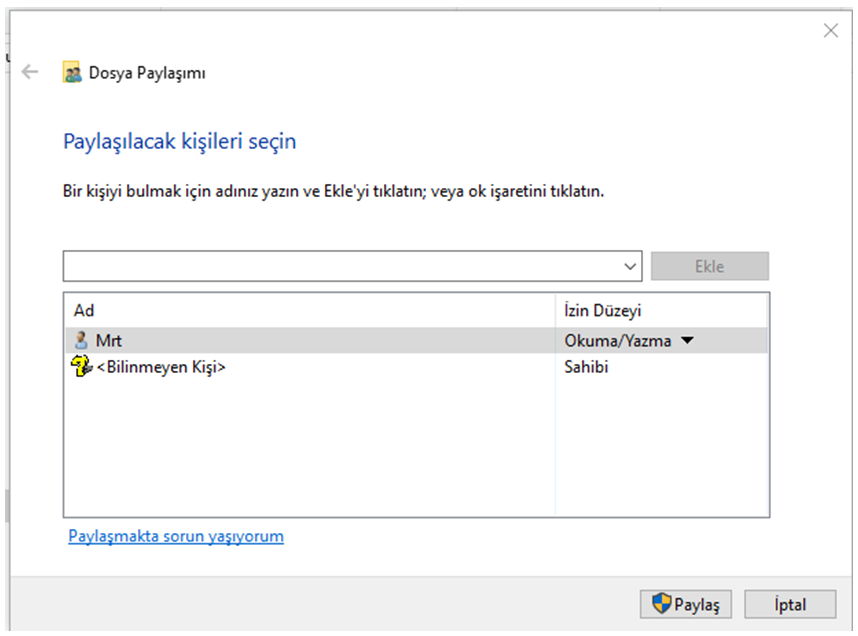 Dosya Paylaşımı
Paylaşılacak kişileri seçin
Bir kişiyi bulmak için adınız yazın ve Ekle'yi tıklatın; veya ok işaretini tıklatın.
Ekle
Ad İzin Düzeyi
Mrt Okuma/Yazma
<Bilinmeyen Kişi> Sahibi
Paylaşmakta sorun yaşıyorum
Paylaş İptal